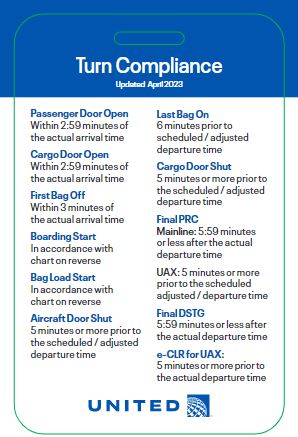 Turn Compliance
Updated April 2023
Passenger Door Open
Within 2:59 minutes of
the actual arrival time
Cargo Door Open
Within 2:59 minutes of
the actual arrival time
First Bag Off
Within 3 minutes of
the actual arrival time
Boarding Start
In accordance with
chart on reverse
Bag Load Start
In accordance with
chart on reverse
Aircraft Door Shut
5 minutes or more prior to
the scheduled / adjusted
departure time
Last Bag On
6 minutes prior to
scheduled / adjusted
departure time
Cargo Door Shut
5 minutes or more prior to
the scheduled / adjusted
departure time
Final PRC
Mainline: 5:59 minutes
or less after the actual
departure time
UAX: 5 minutes or more
prior to the scheduled
adjusted / departure time
Final DSTG
5:59 minutes or less after
the actual departure time
e-CLR for UAX:
5 minutes or more prior to
the actual departure time
UNITED